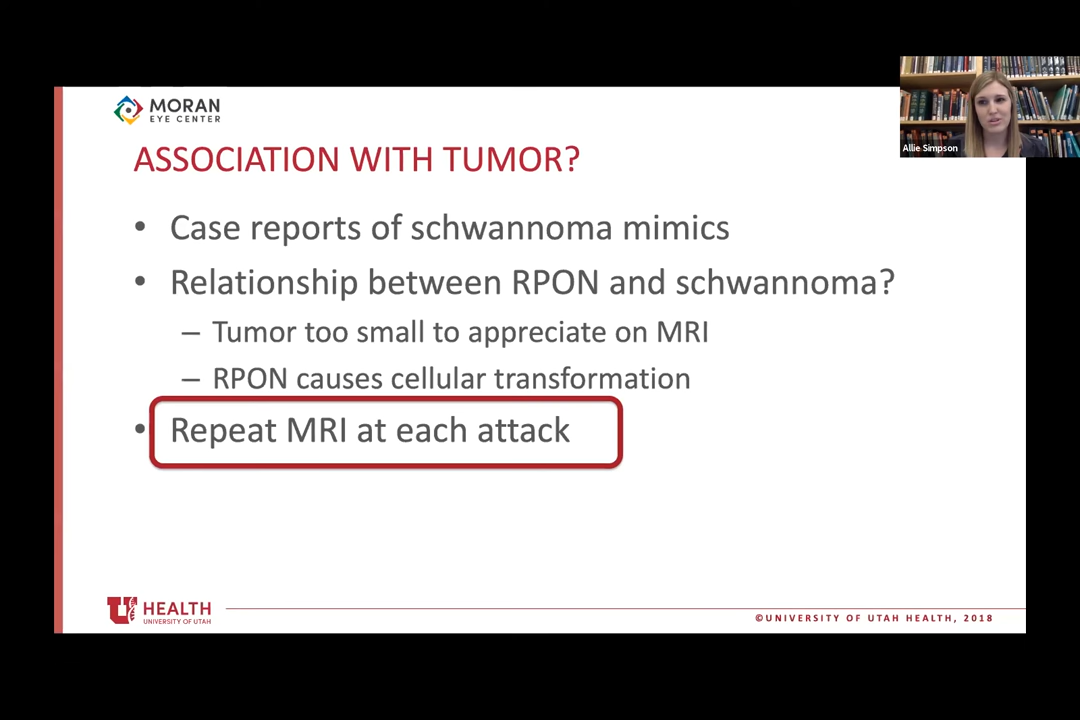 MORAN
EYE CENTER
Allie Simpson
ASSOCIATION WITH TUMOR?
• Case reports of schwannoma mimics
• Relationship between RPON and schwannoma?
– Tumor too small to appreciate on MRI
– RPON causes cellular transformation
• Repeat MRI at each attack
U HEALTH
UNIVERSITY OF UTAH
©UNIVERSITY OF UTAH HEALTH, 2018